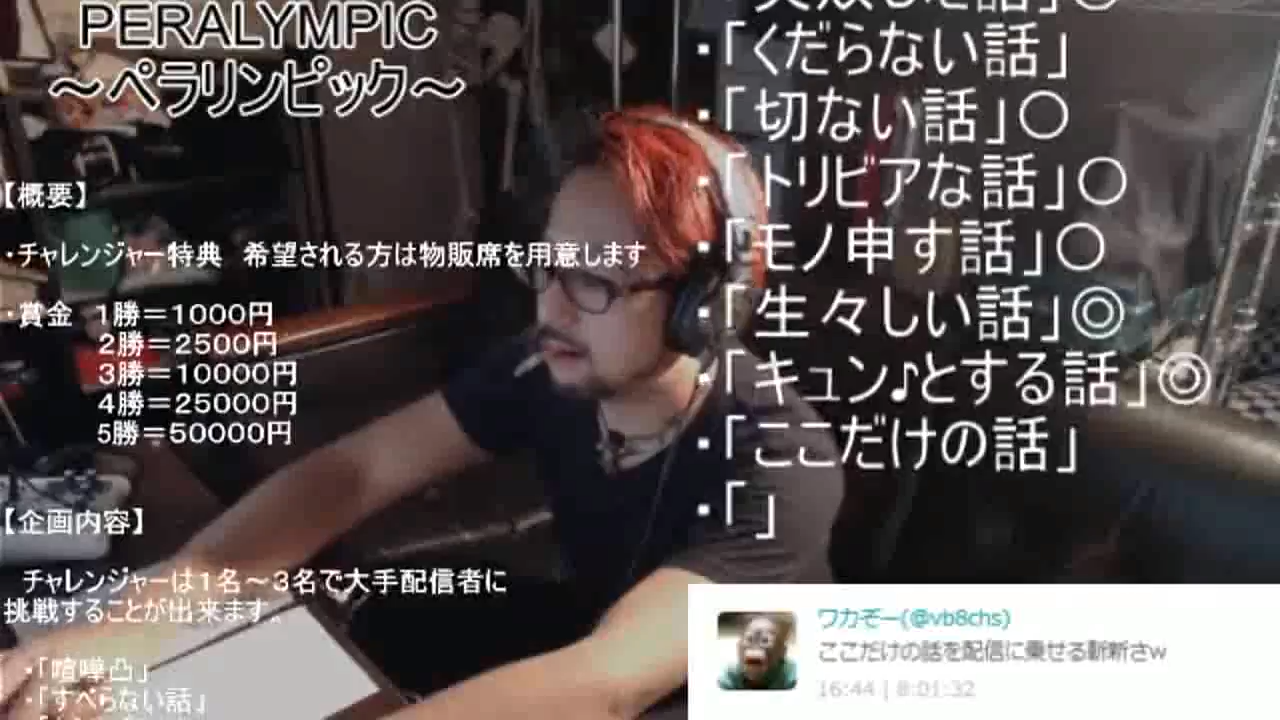 PERALYMPIC
～ペラリンピック～
【概要】
・チャレンジャー特典　希望される方は物販席を用意します
・賞金　1勝＝1000円
2勝＝2500円
3勝＝10000円
4勝＝25000円
5勝＝50000円
【企画内容】
チャレンジャーは1名～3名で大手配信者に
挑戦することが出来ます。
・「喧嘩凸」
・「すべらない話」
・「くだらない話」
・「切ない話」〇
・「トリビアな話」〇
・「モノ申す話」〇
・「生々しい話」◎
・「キュン♪とする話」◎
・「ここだけの話」
・「」
ワカぞー(@vb8chs)
ここだけの話を配信に乗せる斬新さw
16:44 | 8:01:32